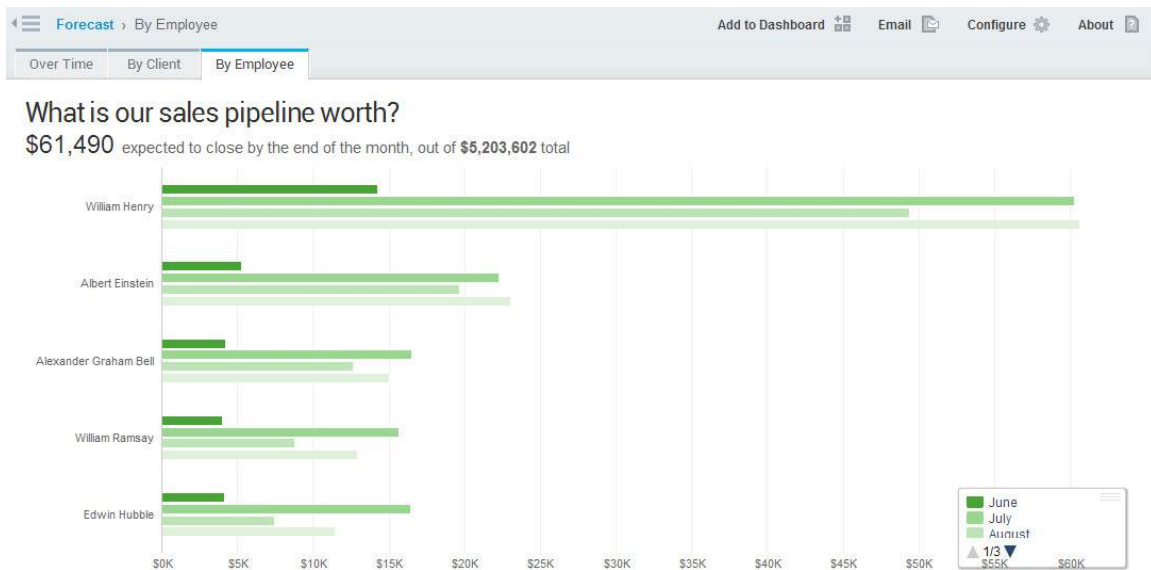 Forecast › By Employee Add to Dashboard Email Configure About
Over Time By Client By Employee
What is our sales pipeline worth?
$61,490 expected to close by the end of the month, out of $5,203,602 total
William Henry
Albert Einstein
Alexander Graham Bell
William Ramsay
Edwin Hubble
June
July
August
1/3
$0K $5K $10K $15K $20K $25K $30K $35K $40K $45K $50K $55K $60K